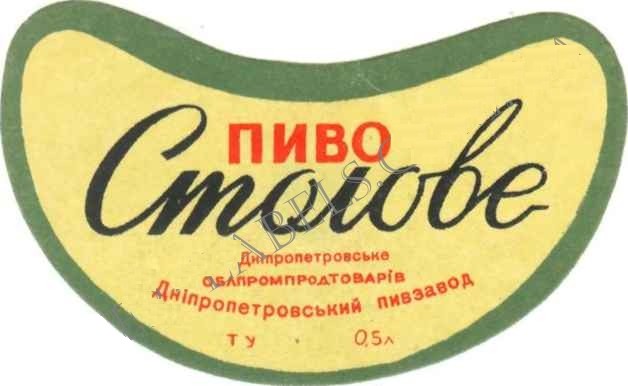 ПИВО
Столове
Дніпропетровське
ОБЛПРОМПРОДТОВАРІВ
Дніпропетровський пивзавод
ТУ 0,5л